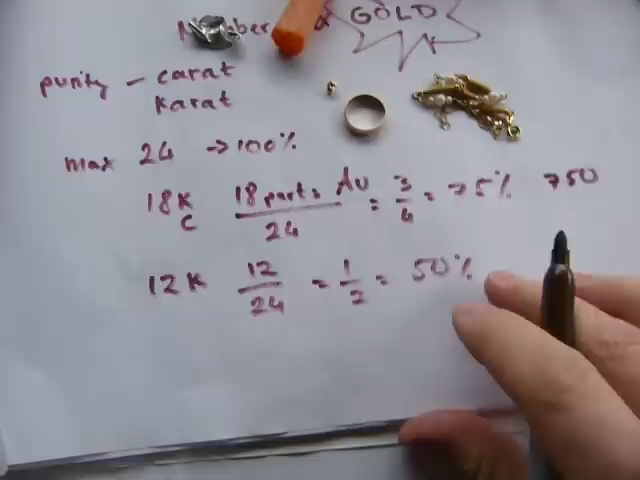 GOLD
purity - carat
karat
max 24 → 100%
18K 18 parts Au = 3/4 = 75% 750
C 24
12K 12/24 = 1/2 = 50%